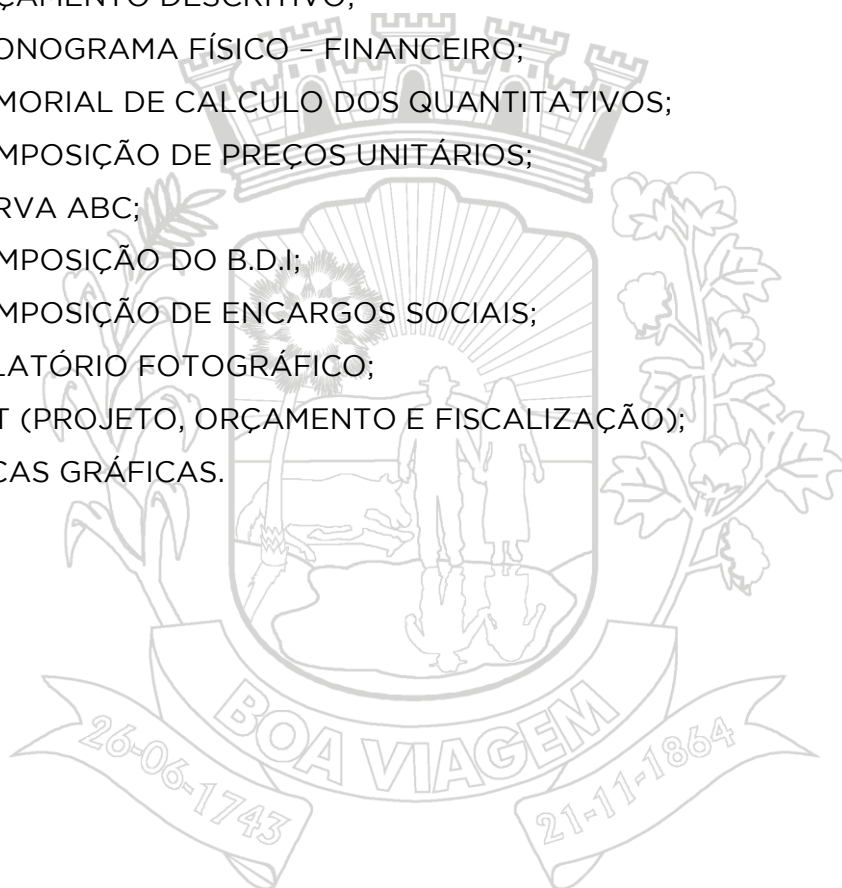 ÇAMENTO DESCRITIVO;
ONOGRAMA FÍSICO – FINANCEIRO;
MORIAL DE CALCULO DOS QUANTITATIVOS;
MPOSIÇÃO DE PREÇOS UNITÁRIOS;
RVA ABC;
MPOSIÇÃO DO B.D.I;
MPOSIÇÃO DE ENCARGOS SOCIAIS;
LATÓRIO FOTOGRÁFICO;
T (PROJETO, ORÇAMENTO E FISCALIZAÇÃO);
ÇAS GRÁFICAS.
BOA VIAGEM
26-06-1743
21-11-1864